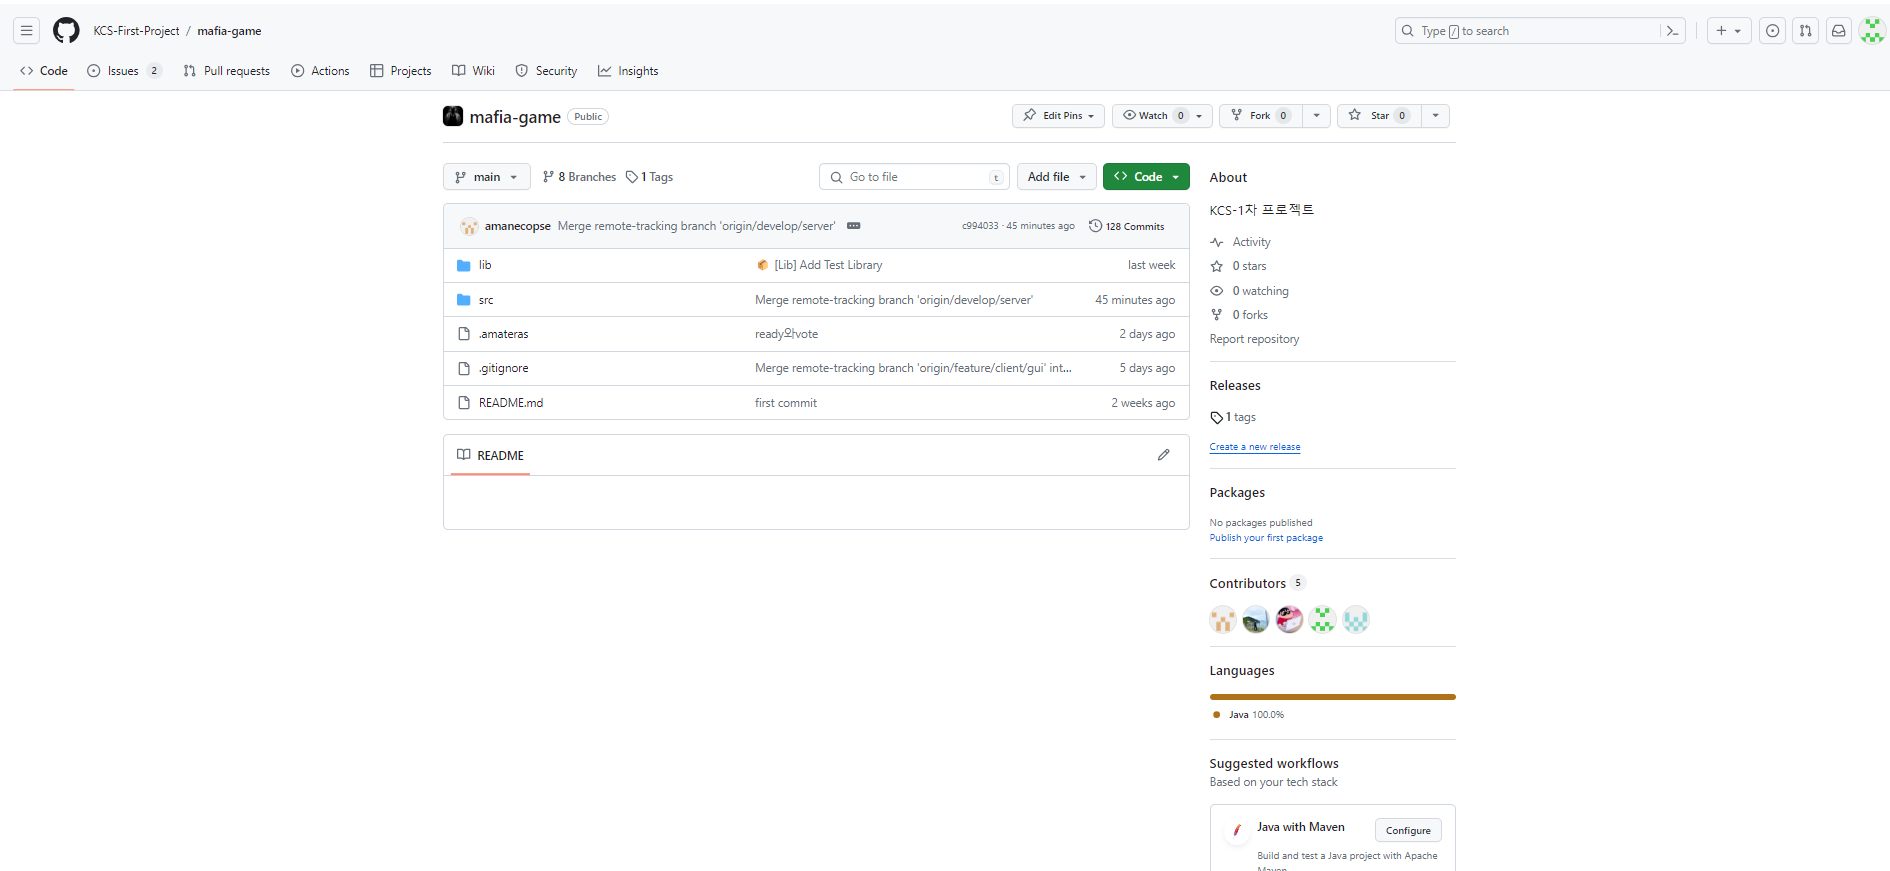 KCS-First-Project / mafia-game
Type / to search
Code Issues 2 Pull requests Actions Projects Wiki Security Insights
mafia-game Public
Edit Pins Watch 0 Fork 0 Star 0
main 8 Branches 1 Tags
Go to file t Add file Code
amanecopse Merge remote-tracking branch 'origin/develop/server' c994033 · 45 minutes ago 128 Commits
lib [Lib] Add Test Library last week
src Merge remote-tracking branch 'origin/develop/server' 45 minutes ago
.amateras ready와vote 2 days ago
.gitignore Merge remote-tracking branch 'origin/feature/client/gui' int... 5 days ago
README.md first commit 2 weeks ago
README
About
KCS-1차 프로젝트
Activity
0 stars
0 watching
0 forks
Report repository
Releases
1 tags
Create a new release
Packages
No packages published
Publish your first package
Contributors 5
Languages
Java 100.0%
Suggested workflows
Based on your tech stack
Java with Maven
Configure
Build and test a Java project with Apache
Maven